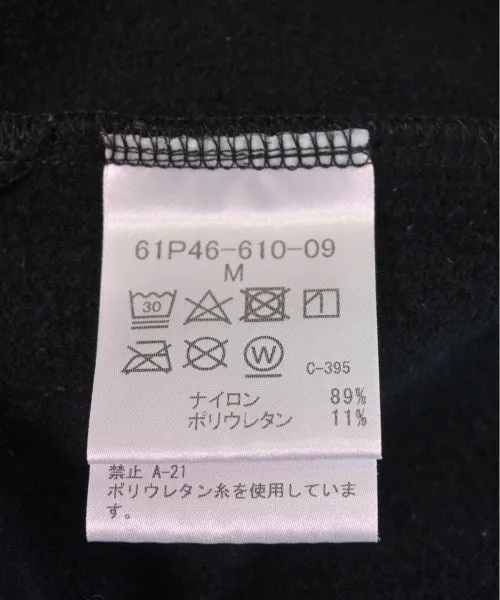 61P46-610-09
M
30
W
C-395
ナイロン 89%
ポリウレタン 11%
禁止 A-21
ポリウレタン糸を使用していま
す。